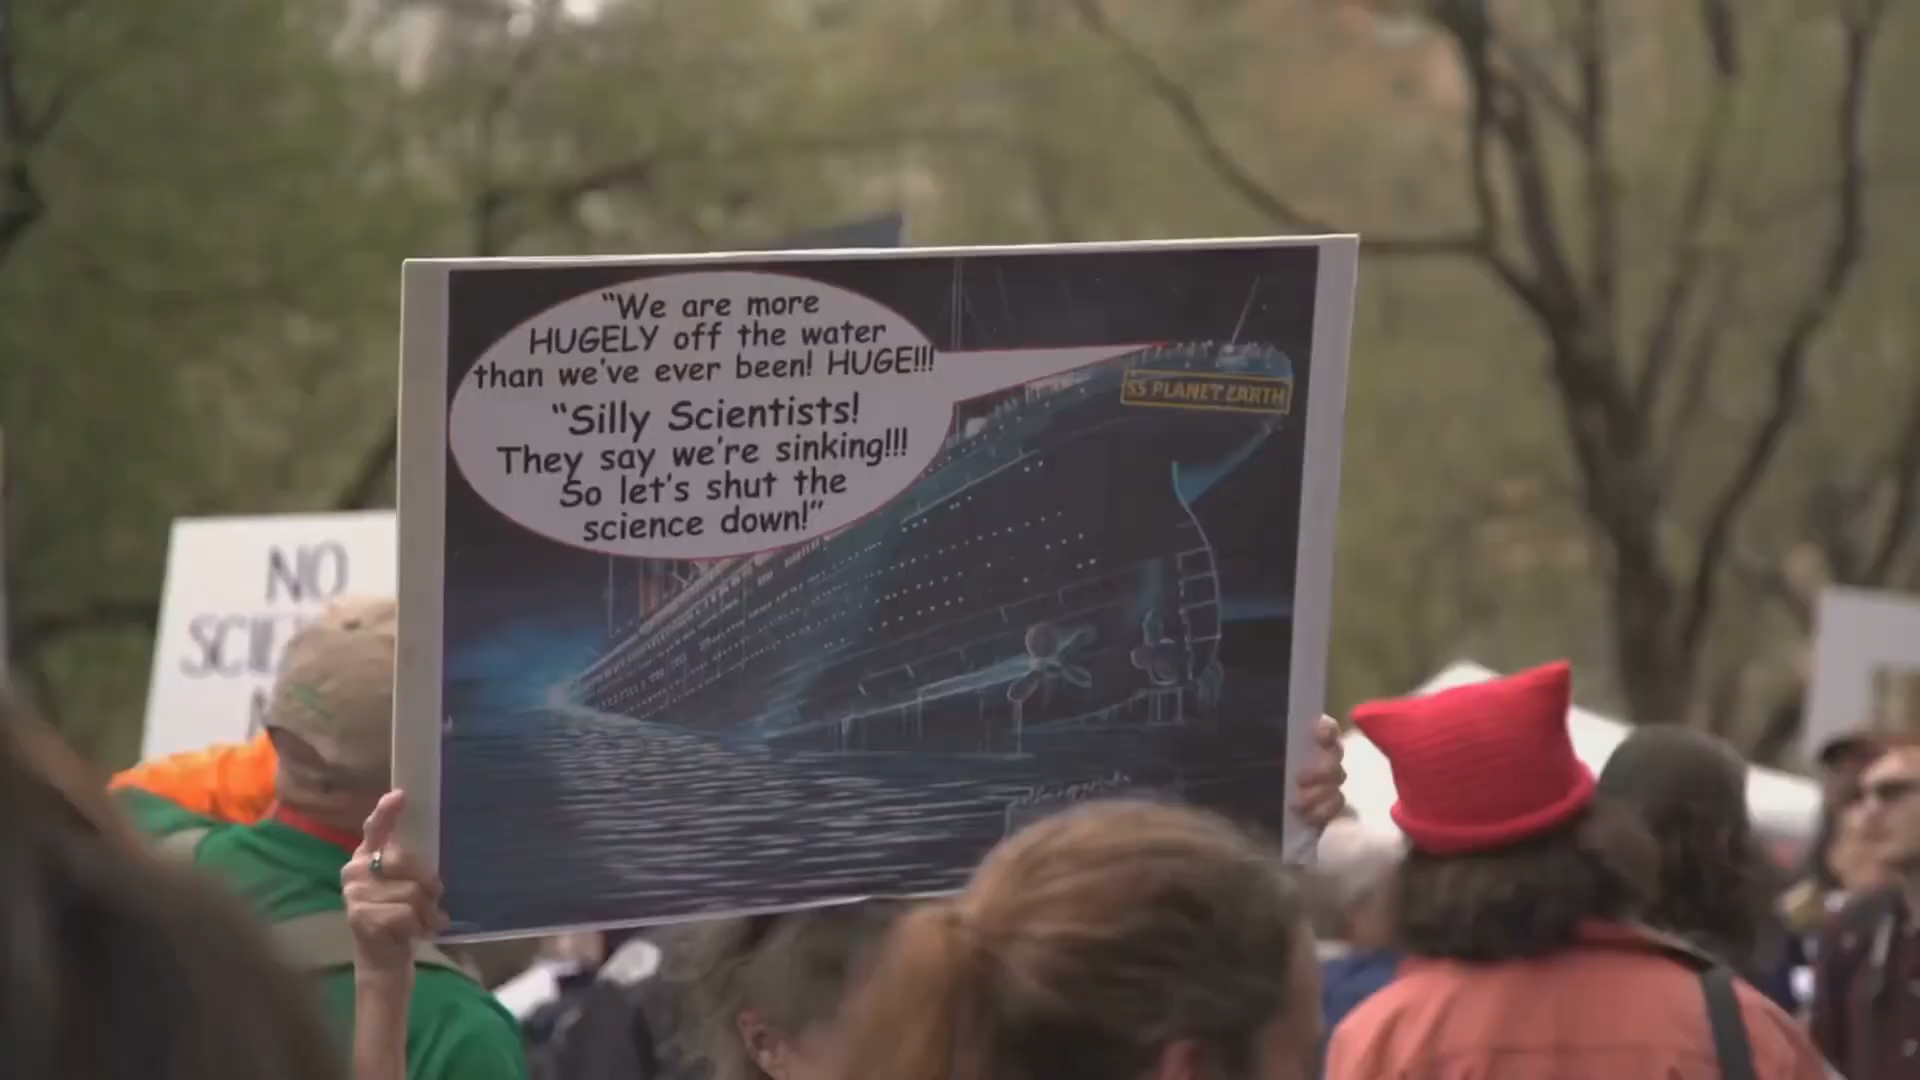 “We are more
HUGELY off the water
than we've ever been! HUGE!!!
“Silly Scientists!
They say we're sinking!!!
So let's shut the
science down!”
SS PLANET EARTH
NO